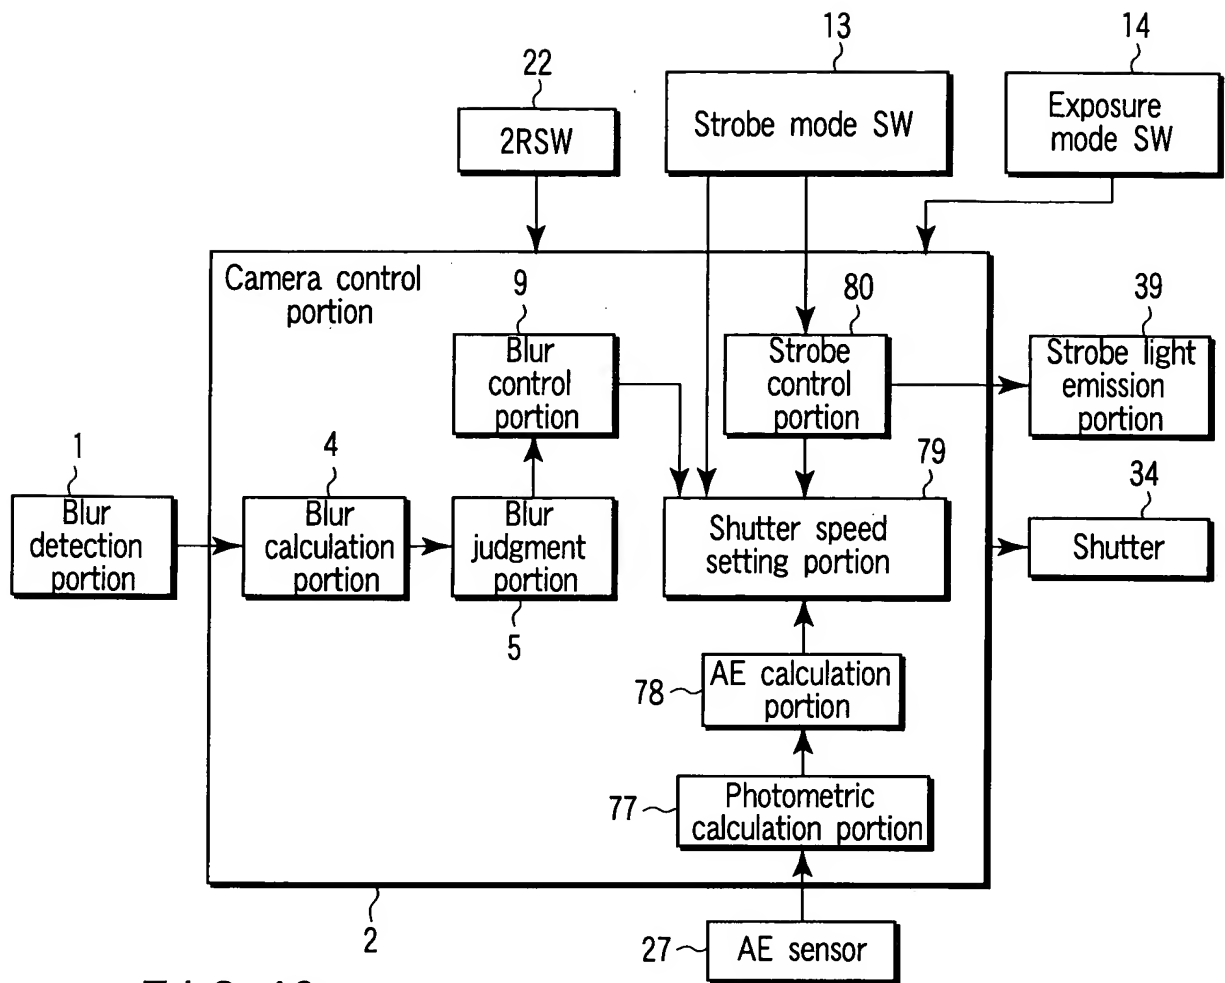 13
14
22
Strobe mode SW
Exposure
mode SW
2RSW
Camera control
portion
9
80
39
Blur
control
portion
Strobe
control
portion
Strobe light
emission
portion
1
4
79
34
Blur
detection
portion
Blur
calculation
portion
Blur
judgment
portion
Shutter speed
setting portion
Shutter
5
78
AE calculation
portion
77
Photometric
calculation portion
2
27
AE sensor